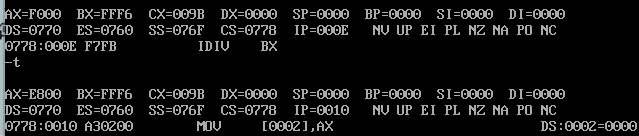 AX=F000 BX=FFF6 CX=009B DX=0000 SP=0000 BP=0000 SI=0000 DI=0000
DS=0770 ES=0760 SS=076F CS=0778 IP=000E NV UP EI PL NZ NA PO NC
0778:000E F7FB IDIV BX
-t
AX=E800 BX=FFF6 CX=009B DX=0000 SP=0000 BP=0000 SI=0000 DI=0000
DS=0770 ES=0760 SS=076F CS=0778 IP=0010 NV UP EI PL NZ NA PO NC
0778:0010 A30200 MOV [0002],AX DS:0002=0000